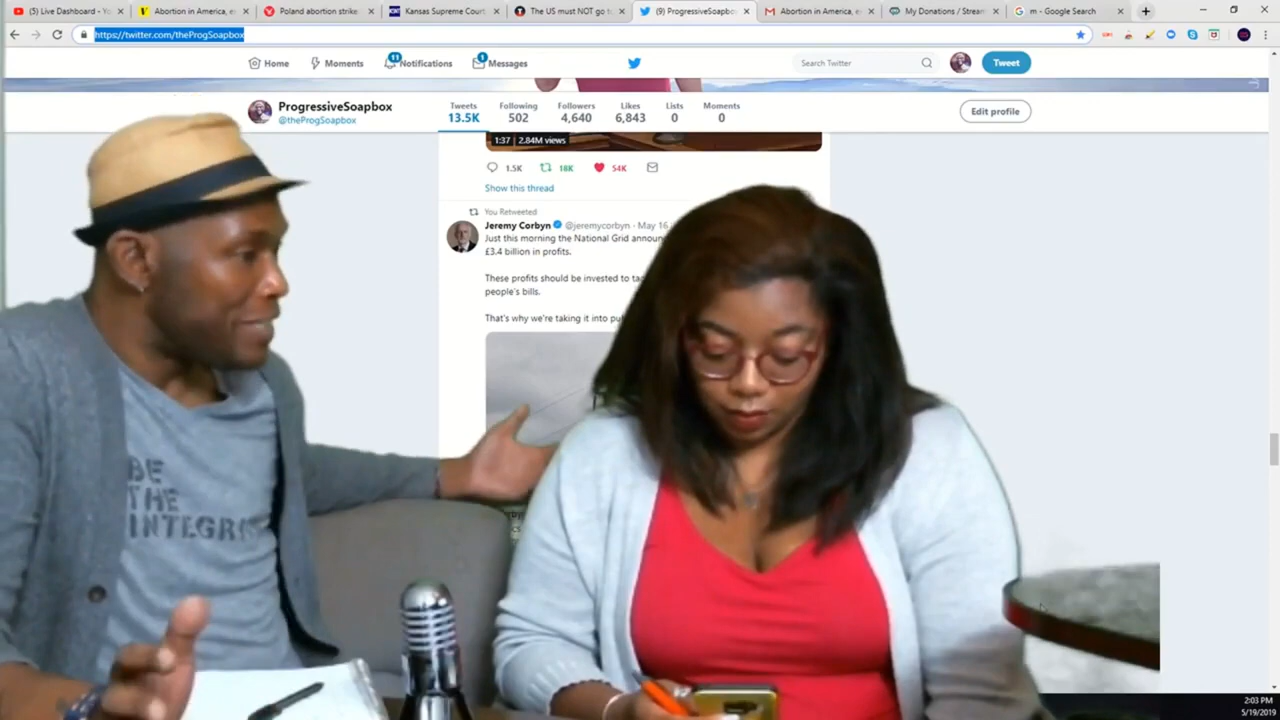 (5) Live Dashboard - Yo
Abortion in America, e
Poland abortion strike
Kansas Supreme Court
The US must NOT go t
(9) ProgressiveSoapbo
Abortion in America, e
My Donations / Strean
m - Google Search
https://twitter.com/theProgSoapbox
Home
Moments
11
Notifications
1
Messages
Search Twitter
Tweet
ProgressiveSoapbox
@theProgSoapbox
Tweets
13.5K
Following
502
Followers
4,640
Likes
6,843
Lists
0
Moments
0
Edit profile
1:37 | 2.84M views
1.5K
18K
54K
Show this thread
You Retweeted
Jeremy Corbyn @jeremycorbyn · May 16
Just this morning the National Grid announ
£3.4 billion in profits.
These profits should be invested to ta
people's bills.
That's why we're taking it into pu
BE
THE
INTEGRI
2:03 PM
5/19/2019